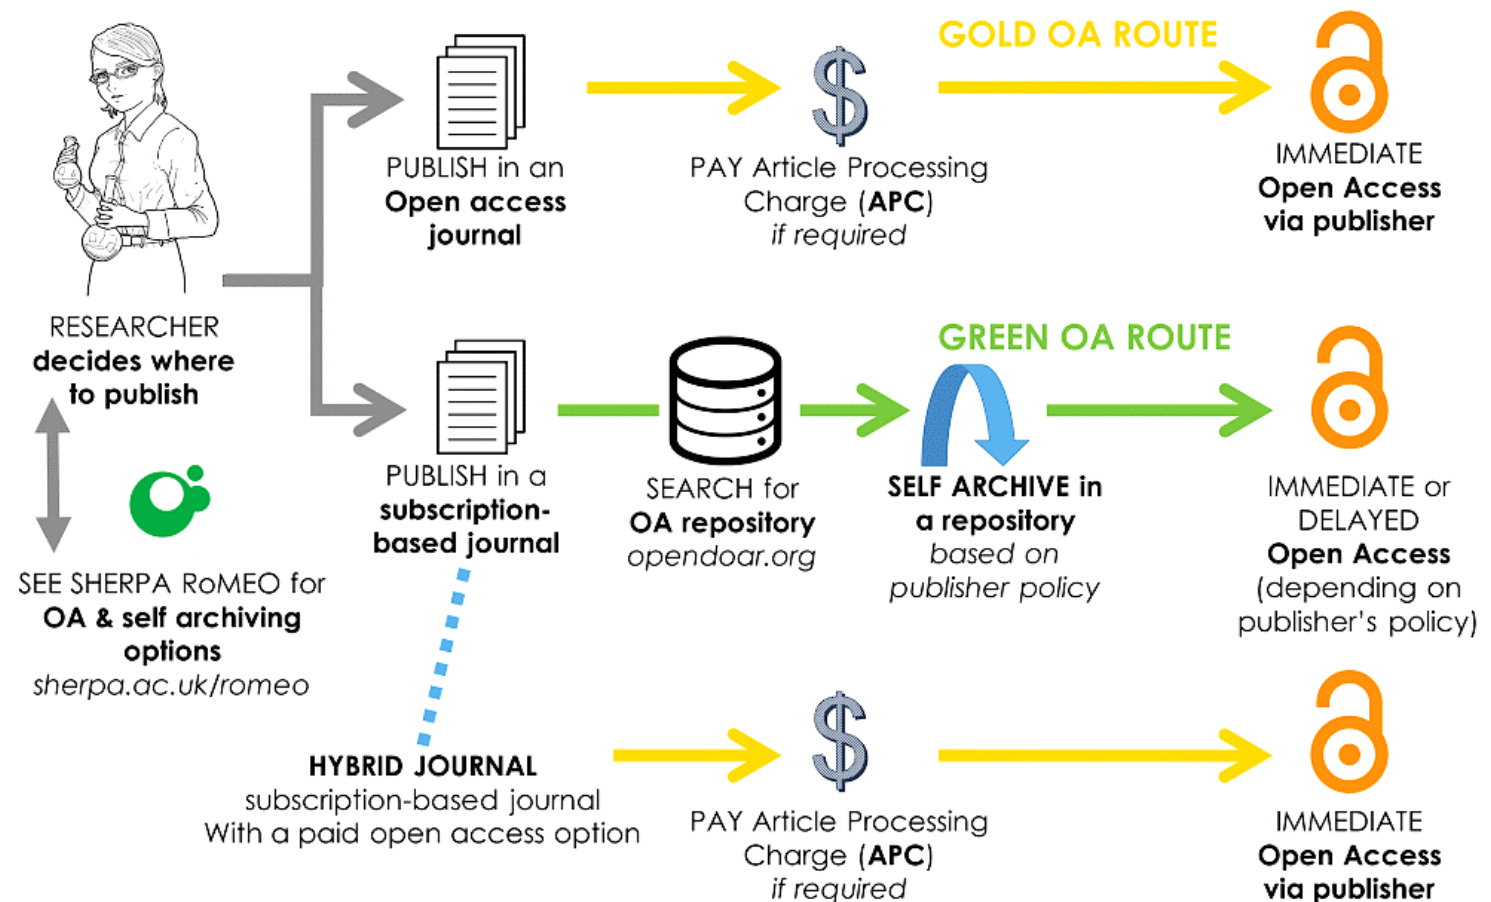 GOLD OA ROUTE
PUBLISH in an
Open access
journal
PAY Article Processing
Charge (APC)
if required
IMMEDIATE
Open Access
via publisher
RESEARCHER
decides where
to publish
SEE SHERPA RoMEO for
OA & self archiving
options
sherpa.ac.uk/romeo
GREEN OA ROUTE
PUBLISH in a
subscription-
based journal
SEARCH for
OA repository
opendoar.org
SELF ARCHIVE in
a repository
based on
publisher policy
IMMEDIATE or
DELAYED
Open Access
(depending on
publisher's policy)
HYBRID JOURNAL
subscription-based journal
With a paid open access option
PAY Article Processing
Charge (APC)
if required
IMMEDIATE
Open Access
via publisher